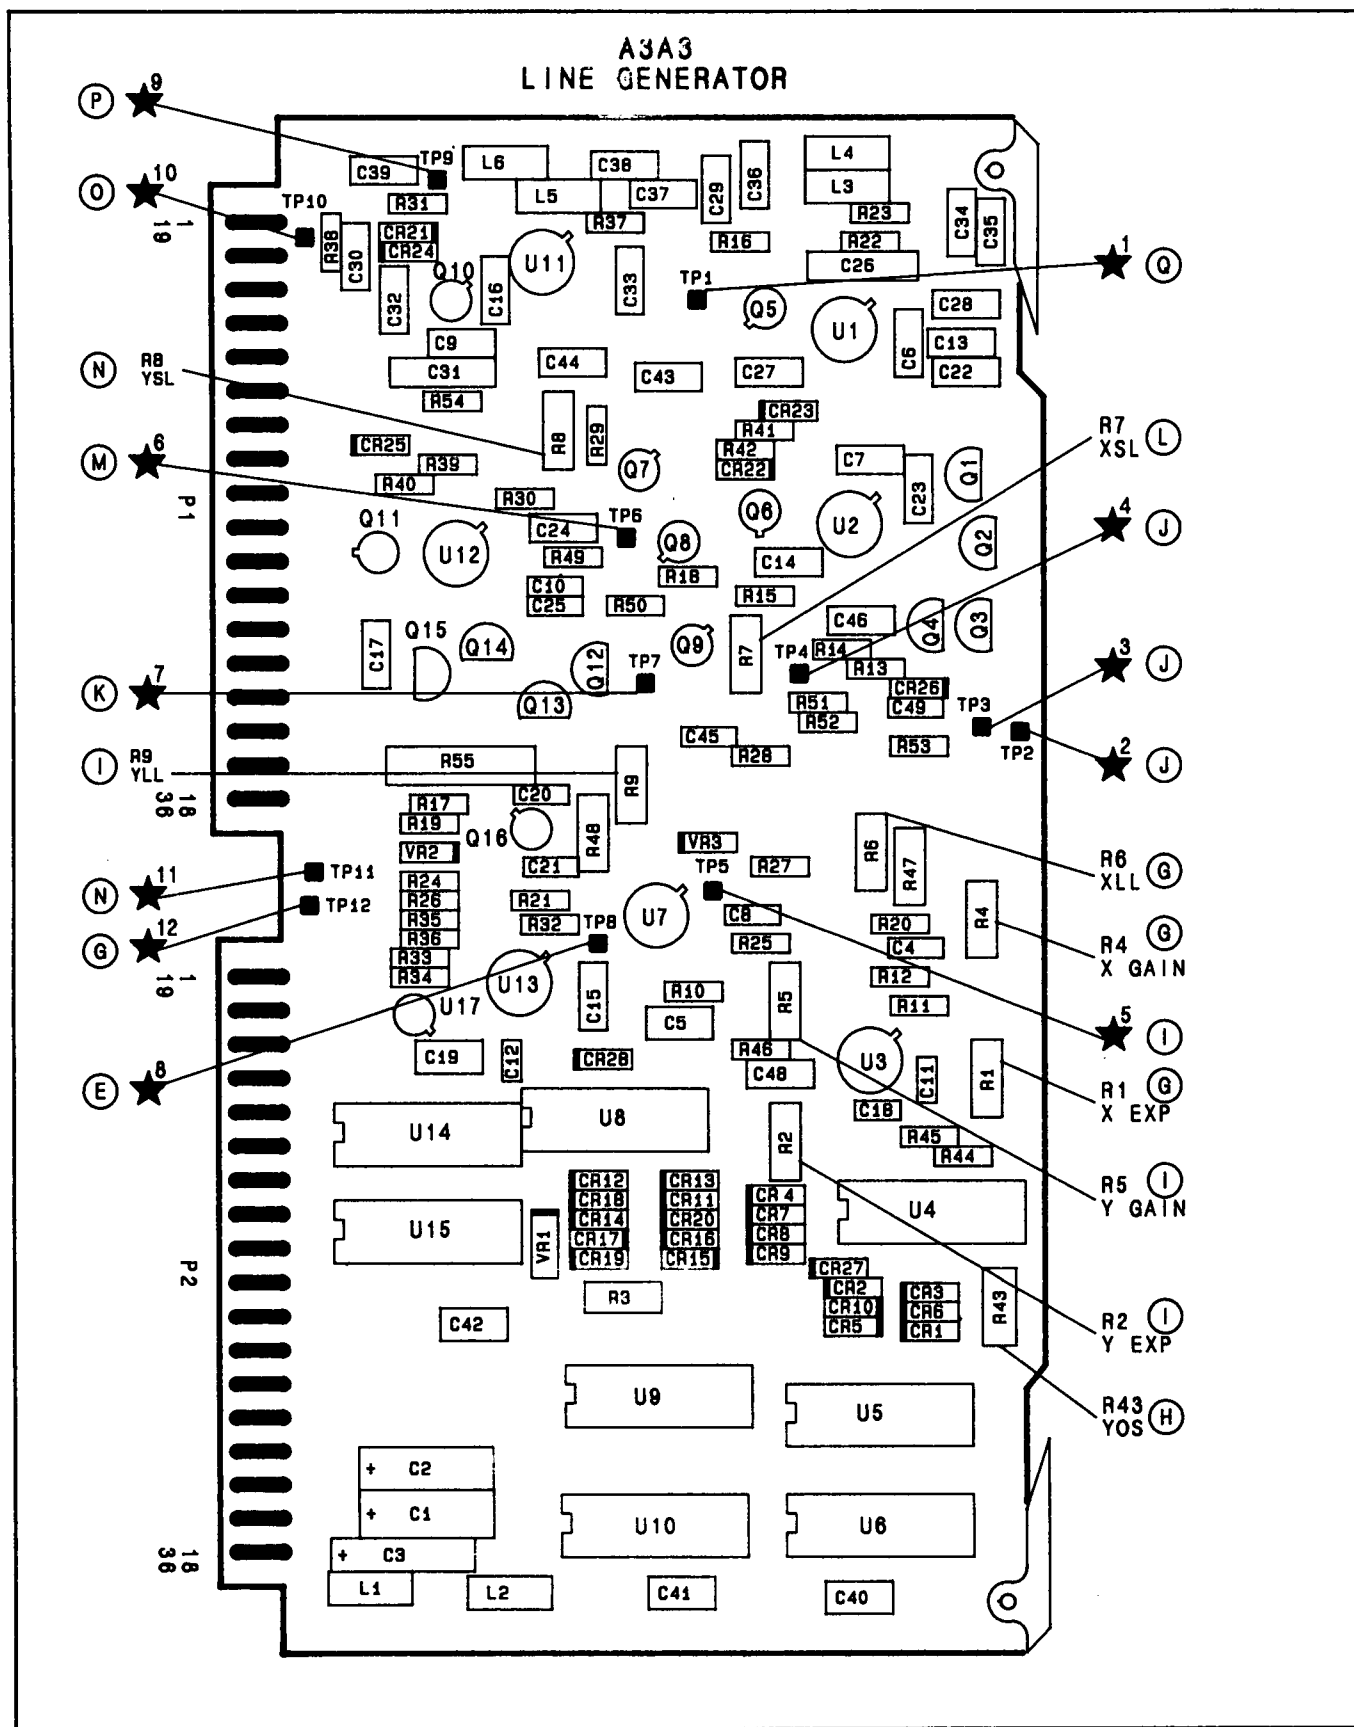 A3A3
LINE GENERATOR
P 9
TP9
C39
L6
C38
C29
C36
L4
L3
O 10
TP10
R31
L5
C37
R37
R23
C34
C35
1
19
R38
C30
CR21
CR24
Q10
U11
R16
R22
C26
1 Q
C32
C16
C33
TP1
Q5
U1
C28
C9
C6
C13
N
R8
YSL
C31
C44
C43
C27
C22
R54
CR23
R8
R29
R41
R7
XSL L
CR25
R42
CR22
M 6
R39
Q7
C7
Q1
R40
C23
P1
R30
Q6
U2
4 J
Q11
U12
C24
TP6
Q8
Q2
R49
C14
R18
C10
C25
R50
R15
C17
Q15
Q14
Q9
C46
Q4
Q3
R14
R7
TP4
R13
3 J
Q12
TP7
K 7
CR26
Q13
R51
C49
TP3
R52
TP2
C45
R53
2 J
I
R9
YLL
R55
R28
R9
C20
18
36
R17
R19
Q16
R48
VR3
R6
R47
VR2
TP5
R27
R6
XLL G
N 11
TP11
C21
R24
R4
TP12
R26
R21
U7
C8
R20
G 12
R35
R32
TP8
R25
C4
R4 G
X GAIN
R36
R33
1
19
R34
U13
C15
R10
R5
R12
R11
U17
C5
5 I
C19
C12
CR28
R46
U3
C11
R1
R1 G
X EXP
E 8
C48
C18
U14
U8
R2
R45
R44
CR12
CR13
CR18
CR11
CR4
U4
R5 I
Y GAIN
U15
VR1
CR14
CR20
CR7
CR17
CR16
CR8
CR19
CR15
CR9
P2
CR27
R3
CR2
CR3
R43
C42
CR10
CR6
R2 I
Y EXP
CR5
CR1
U9
U5
R43
YOS H
+ C2
+ C1
U10
U6
18
36
+ C3
L1
L2
C41
C40